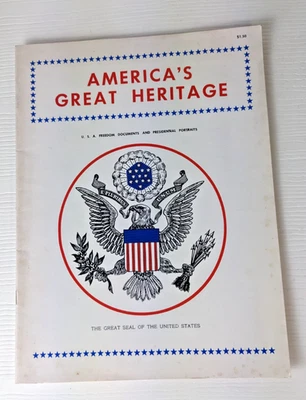 $1.50
AMERICA'S
GREAT HERITAGE
U. S. A. FREEDOM DOCUMENTS AND PRESIDENTIAL PORTRAITS
THE GREAT SEAL OF THE UNITED STATES